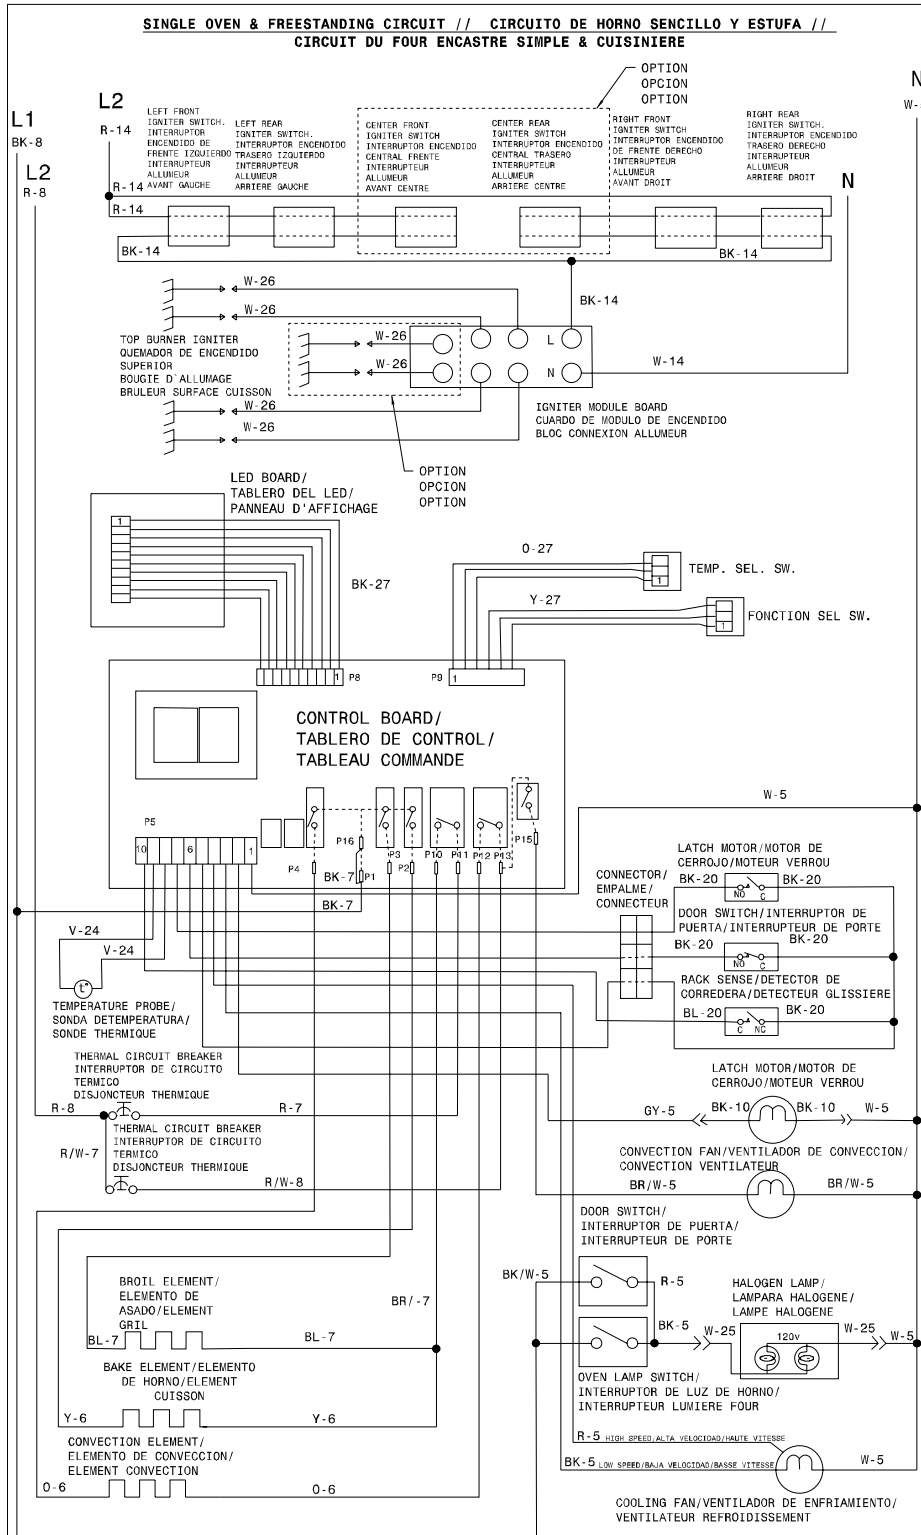 SINGLE OVEN & FREESTANDING CIRCUIT // CIRCUITO DE HORNO SENCILLO Y ESTUFA //
CIRCUIT DU FOUR ENCASTRE SIMPLE & CUISINIERE
OPTION
OPCIÓN
OPTION
L1
BK-8
L2
R-8
L2
R-14
R-14
R-14
BK-14
LEFT FRONT
IGNITER SWITCH.
INTERRUPTOR
ENCENDIDO DE
FRENTE IZQUIERDO
INTERRUPTEUR
ALLUMEUR
AVANT GAUCHE
LEFT REAR
IGNITER SWITCH.
INTERRUPTOR ENCENDIDO
TRASERO IZQUIERDO
INTERRUPTEUR
ALLUMEUR
ARRIERE GAUCHE
CENTER FRONT
IGNITER SWITCH
INTERRUPTOR ENCENDIDO
CENTRAL FRENTE
INTERRUPTEUR
ALLUMEUR
AVANT CENTRE
CENTER REAR
IGNITER SWITCH
INTERRUPTOR ENCENDIDO
CENTRAL TRASERO
INTERRUPTEUR
ALLUMEUR
ARRIERE CENTRE
RIGHT FRONT
IGNITER SWITCH
INTERRUPTOR ENCENDIDO
DE FRENTE DERECHO
INTERRUPTEUR
ALLUMEUR
AVANT DROIT
RIGHT REAR
IGNITER SWITCH.
INTERRUPTOR ENCENDIDO
TRASERO DERECHO
INTERRUPTEUR
ALLUMEUR
ARRIERE DROIT
N
N
BK-14
BK-14
W-26
W-26
W-26
W-26
W-26
W-26
TOP BURNER IGNITER
QUEMADOR DE ENCENDIDO
SUPERIOR
BOUGIE D`ALLUMAGE
BRULEUR SURFACE CUISSON
L
N
W-14
IGNITER MODULE BOARD
CUARDO DE MODULO DE ENCENDIDO
BLOC CONNEXION ALLUMEUR
OPTION
OPCION
OPTION
LED BOARD/
TABLERO DEL LED/
PANNEAU D'AFFICHAGE
1
BK-27
O-27
1
TEMP. SEL. SW.
Y-27
1
FONCTION SEL SW.
1 P8
P9 1
CONTROL BOARD/
TABLERO DE CONTROL/
TABLEAU COMMANDE
P5
10 6 1
P4
P16
P1
P3
P2
P10
P11
P12
P13
P15
BK-7
BK-7
W-5
CONNECTOR/
EMPALME/
CONNECTEUR
LATCH MOTOR/MOTOR DE
CERROJO/MOTEUR VERROU
BK-20
BK-20
NO C
DOOR SWITCH/INTERRUPTOR DE
PUERTA/INTERRUPTEUR DE PORTE
BK-20
BK-20
NO C
RACK SENSE/DETECTOR DE
CORREDERA/DETECTEUR GLISSIERE
BL-20
BK-20
C NC
V-24
V-24
t°
TEMPERATURE PROBE/
SONDA DETEMPERATURA/
SONDE THERMIQUE
THERMAL CIRCUIT BREAKER
INTERRUPTOR DE CIRCUITO
TERMICO
DISJONCTEUR THERMIQUE
R-8
R-7
THERMAL CIRCUIT BREAKER
INTERRUPTOR DE CIRCUITO
TERMICO
DISJONCTEUR THERMIQUE
R/W-7
R/W-8
LATCH MOTOR/MOTOR DE
CERROJO/MOTEUR VERROU
GY-5
BK-10
BK-10
W-5
CONVECTION FAN/VENTILADOR DE CONVECCION/
CONVECTION VENTILATEUR
BR/W-5
BR/W-5
DOOR SWITCH/
INTERRUPTOR DE PUERTA/
INTERRUPTEUR DE PORTE
BK/W-5
R-5
HALOGEN LAMP/
LAMPARA HALOGENE/
LAMPE HALOGENE
BK-5
W-25
120v
W-25
W-5
OVEN LAMP SWITCH/
INTERRUPTOR DE LUZ DE HORNO/
INTERRUPTEUR LUMIERE FOUR
BROIL ELEMENT/
ELEMENTO DE
ASADO/ELEMENT
GRIL
BR/-7
BL-7
BL-7
BAKE ELEMENT/ELEMENTO
DE HORNO/ELEMENT
CUISSON
Y-6
Y-6
CONVECTION ELEMENT/
ELEMENTO DE CONVECCION/
ELEMENT CONVECTION
O-6
O-6
R-5 HIGH SPEED/ALTA VELOCIDAD/HAUTE VITESSE
BK-5 LOW SPEED/BAJA VELOCIDAD/BASSE VITESSE
W-5
COOLING FAN/VENTILADOR DE ENFRIAMIENTO/
VENTILATEUR REFROIDISSEMENT